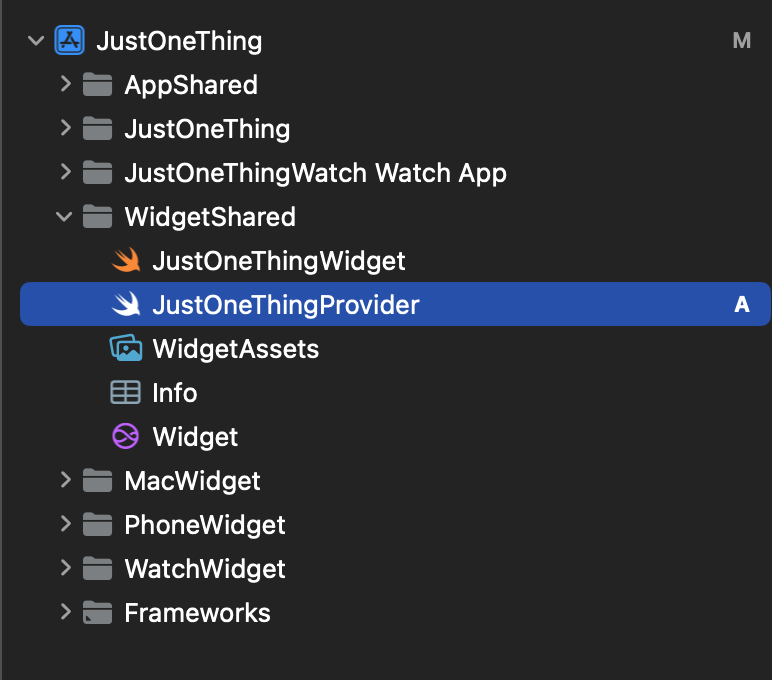 JustOneThing M
AppShared
JustOneThing
JustOneThingWatch Watch App
WidgetShared
JustOneThingWidget
JustOneThingProvider A
WidgetAssets
Info
Widget
MacWidget
PhoneWidget
WatchWidget
Frameworks